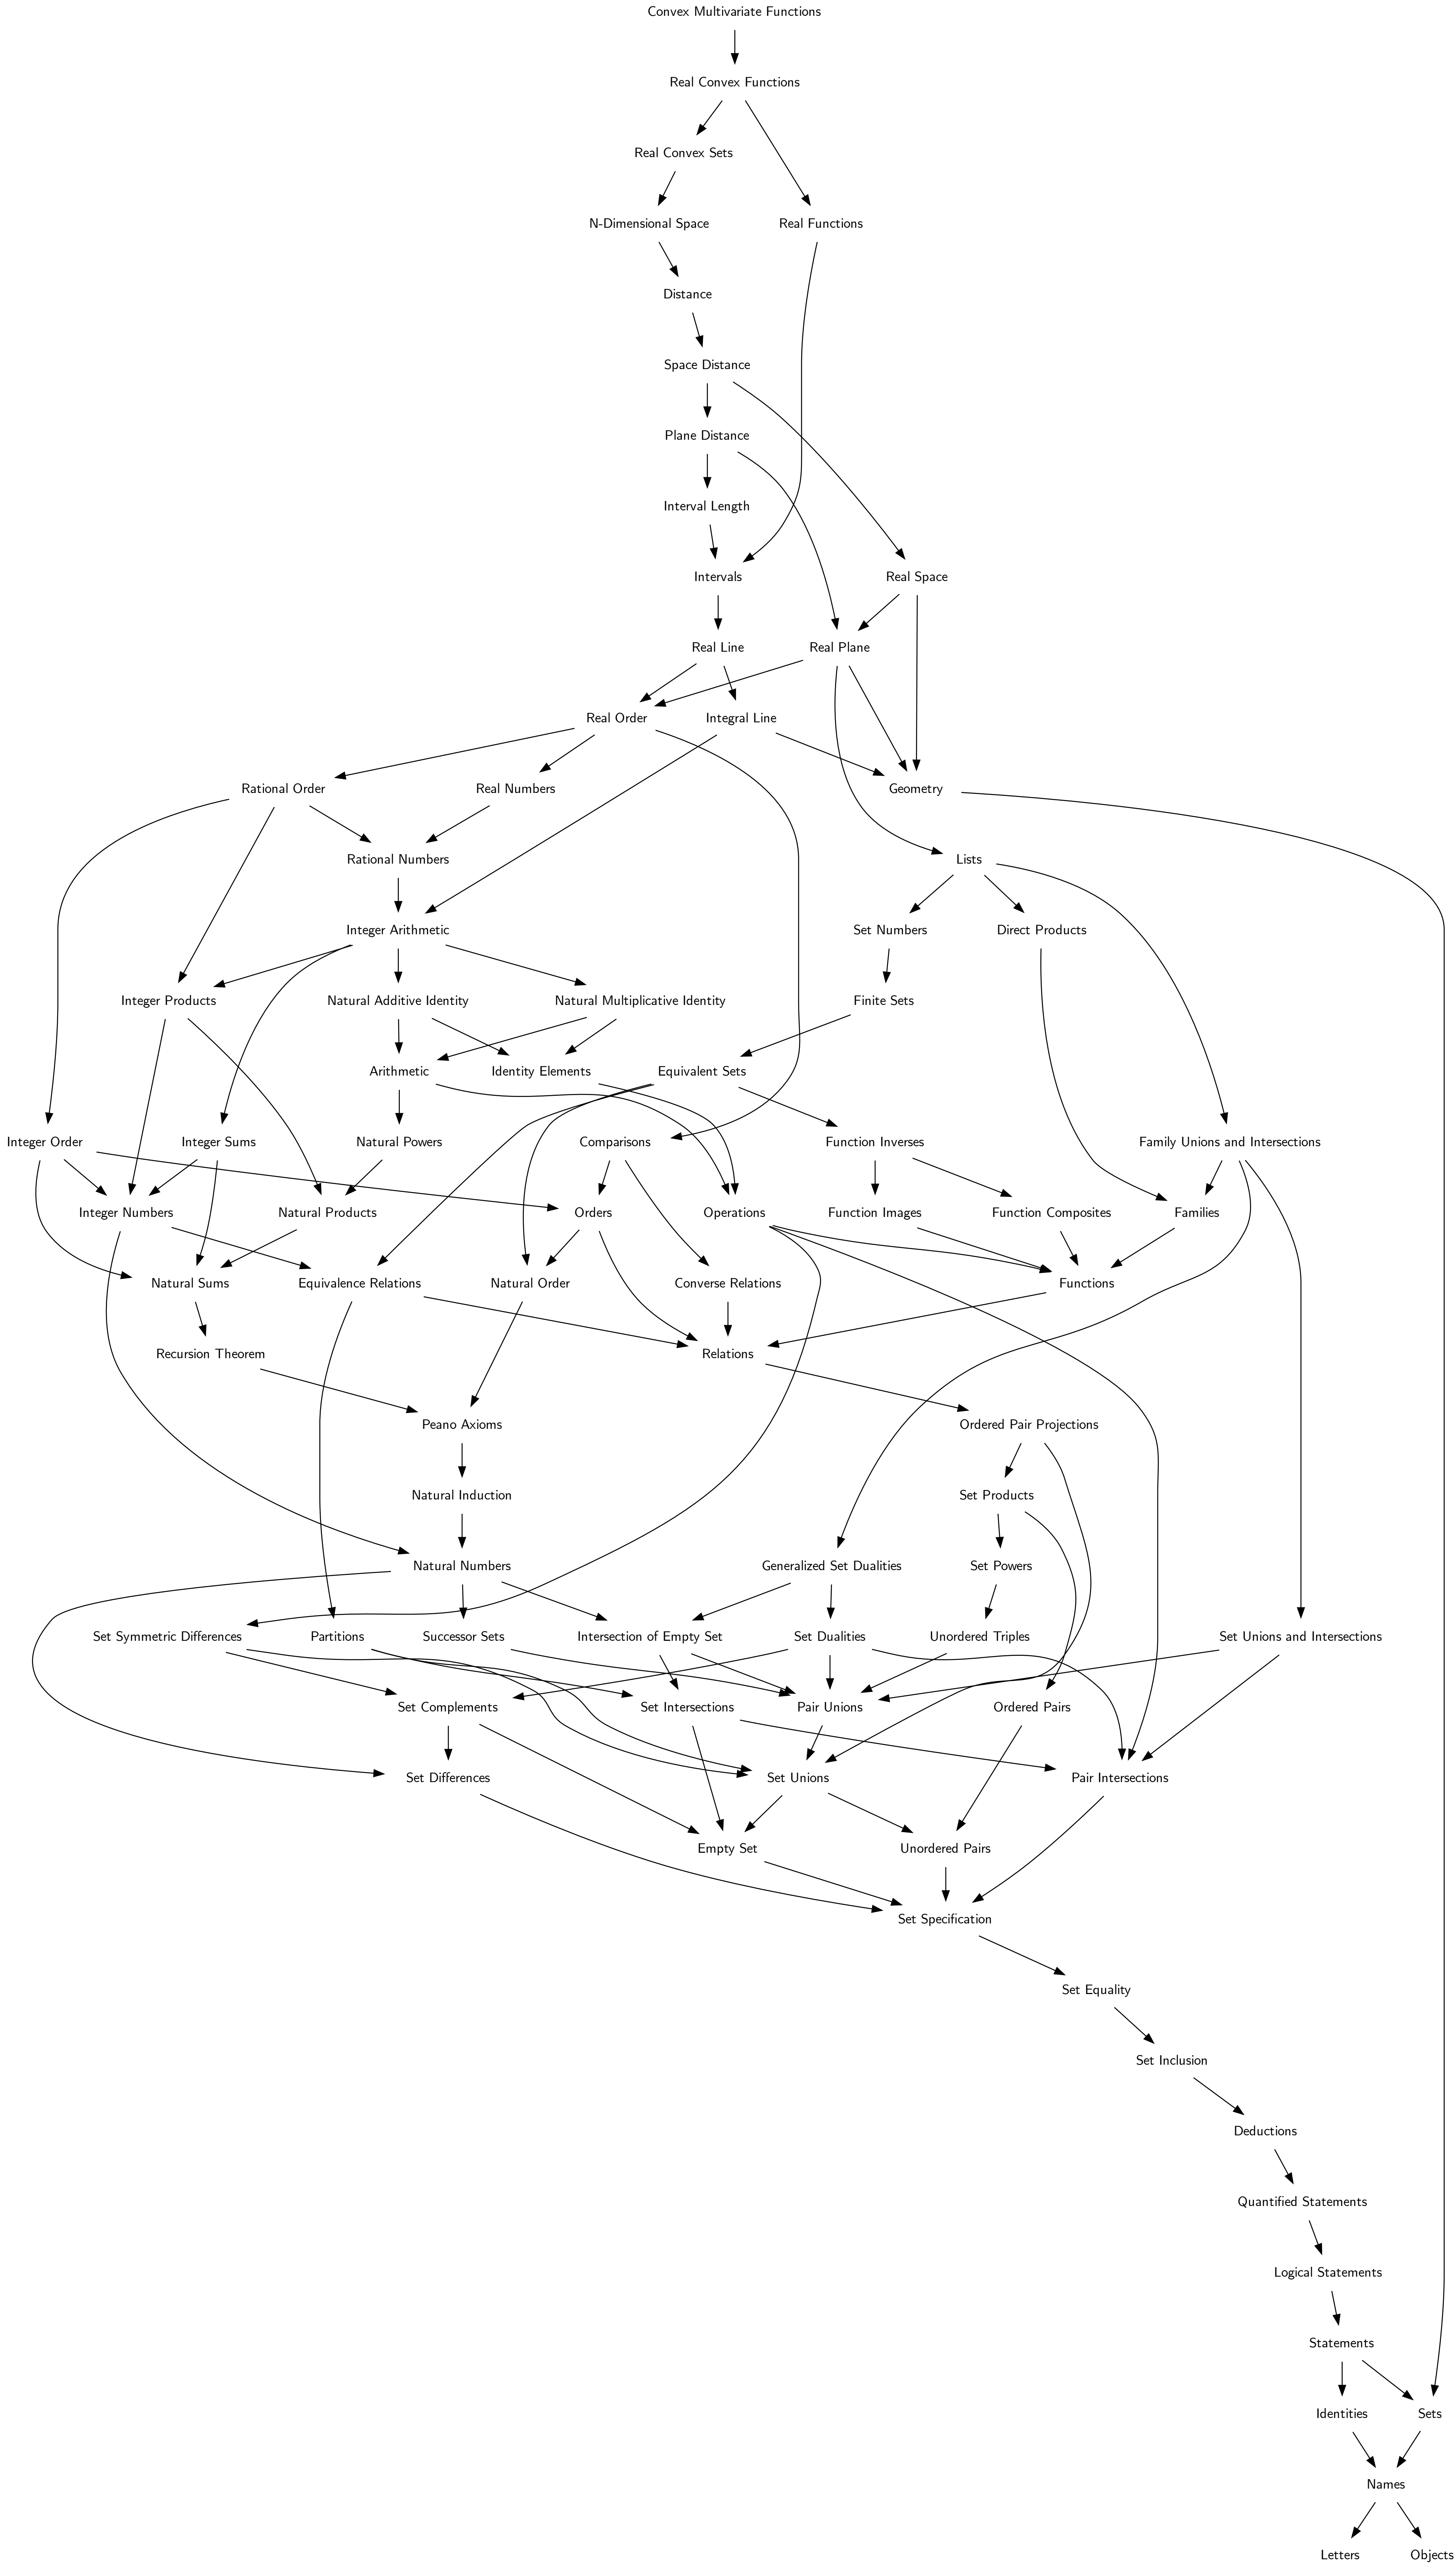 Convex Multivariate Functions
Real Convex Functions
Real Convex Sets
N-Dimensional Space
Real Functions
Distance
Space Distance
Plane Distance
Interval Length
Intervals
Real Space
Real Line
Real Plane
Real Order
Integral Line
Rational Order
Real Numbers
Geometry
Rational Numbers
Lists
Integer Arithmetic
Set Numbers
Direct Products
Integer Products
Natural Additive Identity
Natural Multiplicative Identity
Finite Sets
Arithmetic
Identity Elements
Equivalent Sets
Integer Order
Integer Sums
Natural Powers
Comparisons
Function Inverses
Family Unions and Intersections
Integer Numbers
Natural Products
Orders
Operations
Function Images
Function Composites
Families
Natural Sums
Equivalence Relations
Natural Order
Converse Relations
Functions
Recursion Theorem
Relations
Peano Axioms
Ordered Pair Projections
Natural Induction
Set Products
Natural Numbers
Generalized Set Dualities
Set Powers
Set Symmetric Differences
Partitions
Successor Sets
Intersection of Empty Set
Set Dualities
Unordered Triples
Set Unions and Intersections
Set Complements
Set Intersections
Pair Unions
Ordered Pairs
Set Differences
Set Unions
Pair Intersections
Empty Set
Unordered Pairs
Set Specification
Set Equality
Set Inclusion
Deductions
Quantified Statements
Logical Statements
Statements
Identities
Sets
Names
Letters
Objects